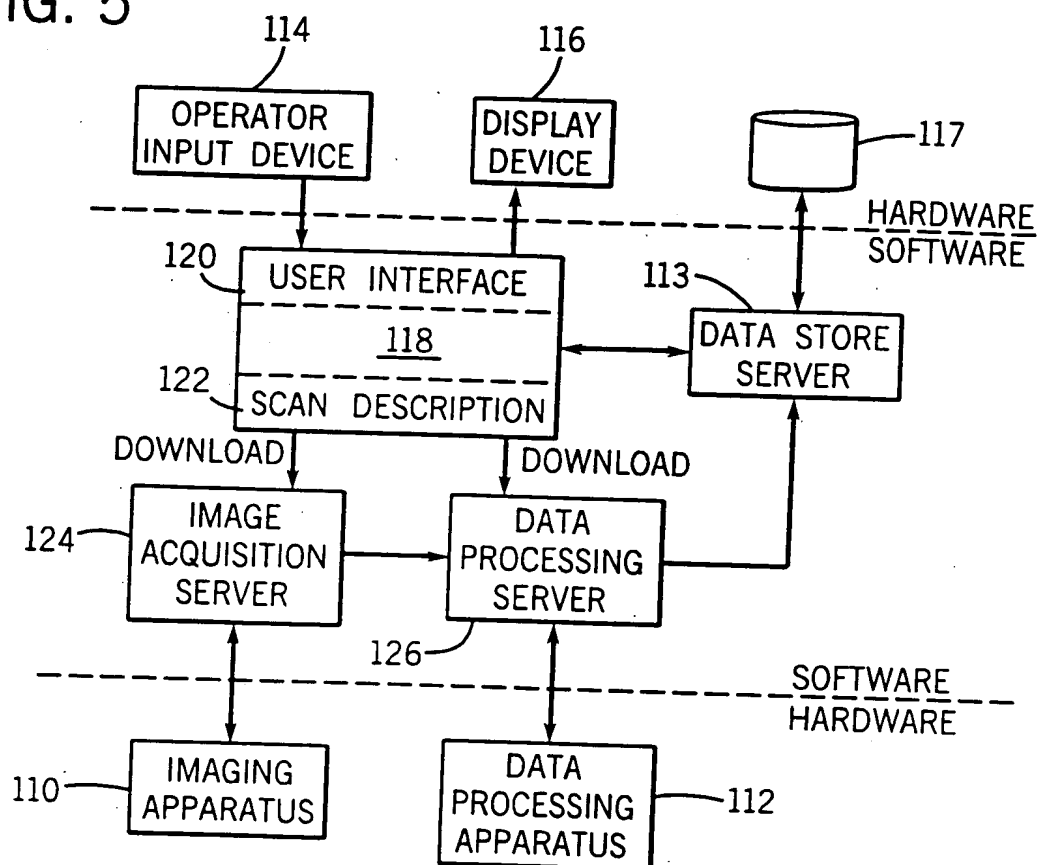 FIG. 5
114
116
OPERATOR
INPUT DEVICE
DISPLAY
DEVICE
117
HARDWARE
SOFTWARE
120
USER INTERFACE
113
118
DATA STORE
SERVER
122
SCAN DESCRIPTION
DOWNLOAD
DOWNLOAD
124
IMAGE
ACQUISITION
SERVER
DATA
PROCESSING
SERVER
126
SOFTWARE
HARDWARE
110
IMAGING
APPARATUS
DATA
PROCESSING
APPARATUS
112